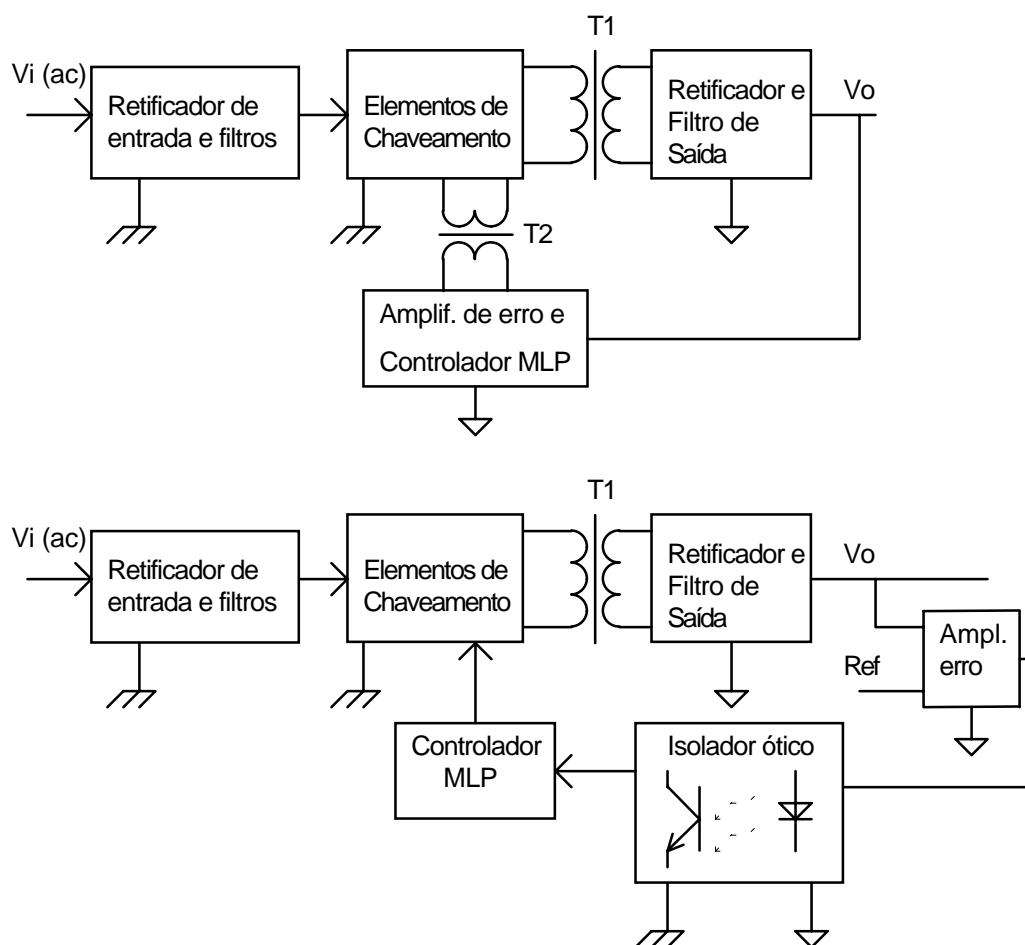 T1
Vi (ac)
Retificador de
entrada e filtros
Elementos de
Chaveamento
Retificador e
Filtro de
Saída
Vo
T2
Amplif. de erro e
Controlador MLP
T1
Vi (ac)
Retificador de
entrada e filtros
Elementos de
Chaveamento
Retificador e
Filtro de
Saída
Vo
Ampl.
erro
Ref
Controlador
MLP
Isolador ótico